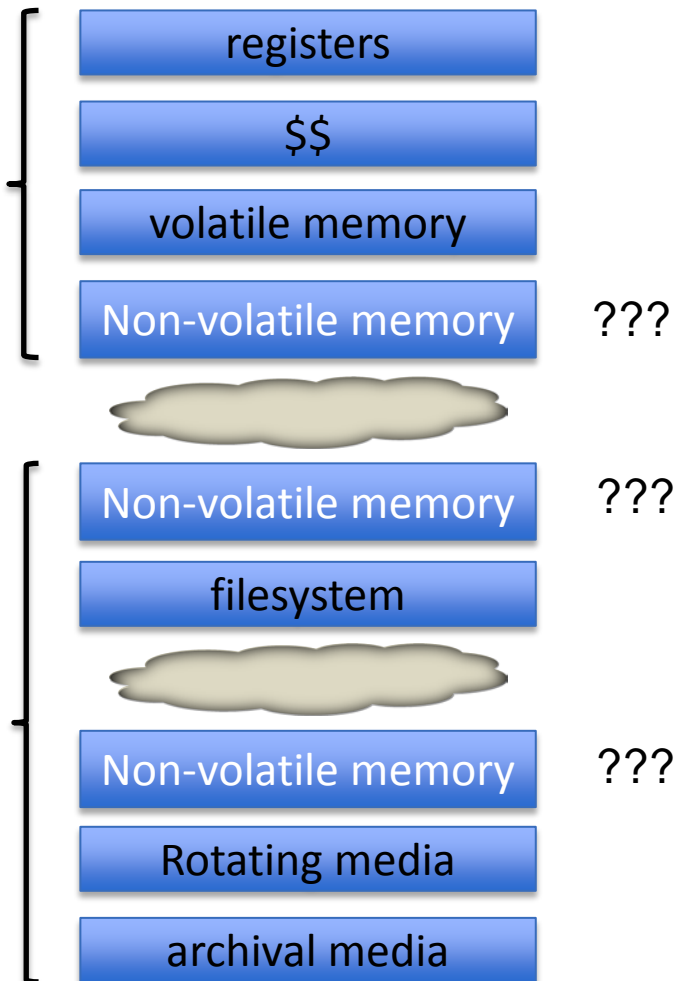 registers
$$
volatile memory
Non-volatile memory ???
Non-volatile memory ???
filesystem
Non-volatile memory ???
Rotating media
archival media